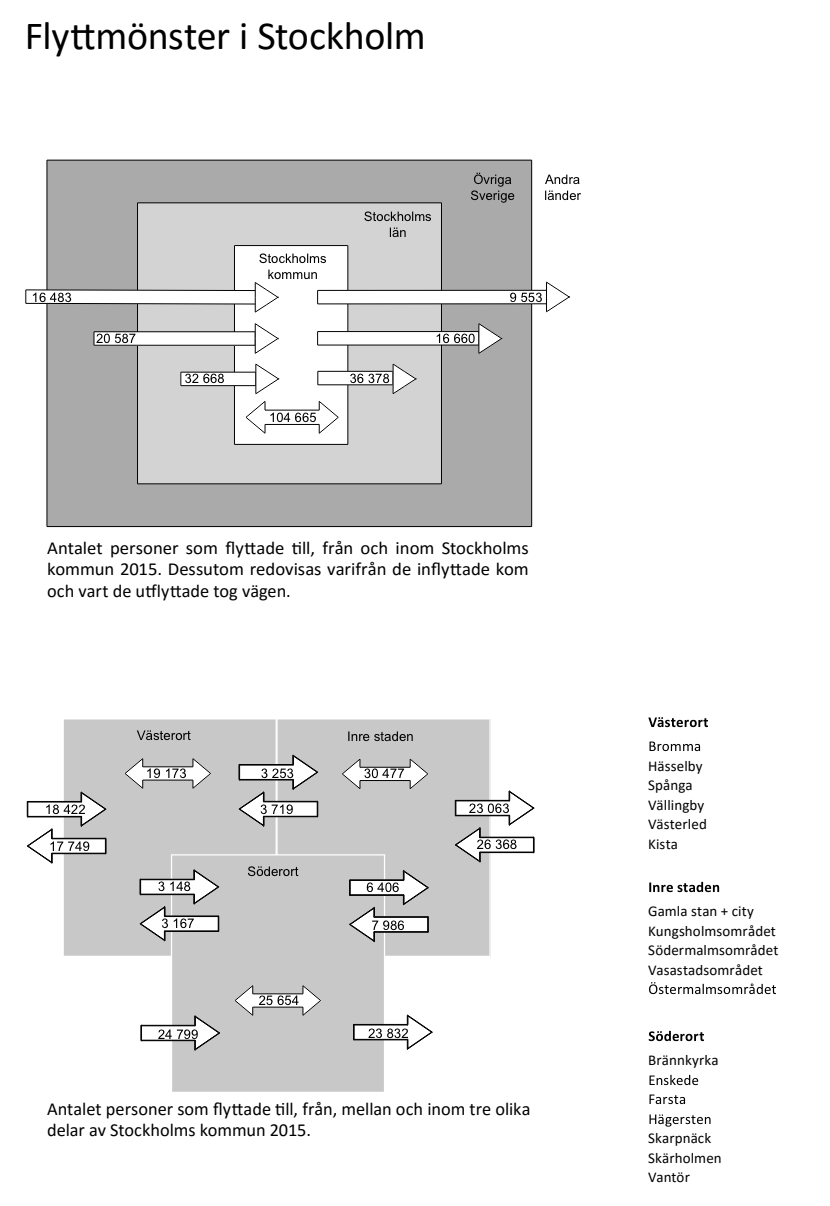 Flyttmönster i Stockholm
Övriga
Sverige
Andra
länder
Stockholms
län
Stockholms
kommun
16 483
9 553
20 587
16 660
32 668
36 378
104 665
Antalet personer som flyttade till, från och inom Stockholms
kommun 2015. Dessutom redovisas varifrån de inflyttade kom
och vart de utflyttade tog vägen.
Västerort
Inre staden
19 173
3 253
30 477
18 422
3 719
23 063
17 749
26 368
Söderort
3 148
6 406
3 167
7 986
25 654
24 799
23 832
Antalet personer som flyttade till, från, mellan och inom tre olika
delar av Stockholms kommun 2015.
Västerort
Bromma
Hässelby
Spånga
Vällingby
Västerled
Kista
Inre staden
Gamla stan + city
Kungsholmsområdet
Södermalmsområdet
Vasastadsområdet
Östermalmsområdet
Söderort
Brännkyrka
Enskede
Farsta
Hägersten
Skarpnäck
Skärholmen
Vantör